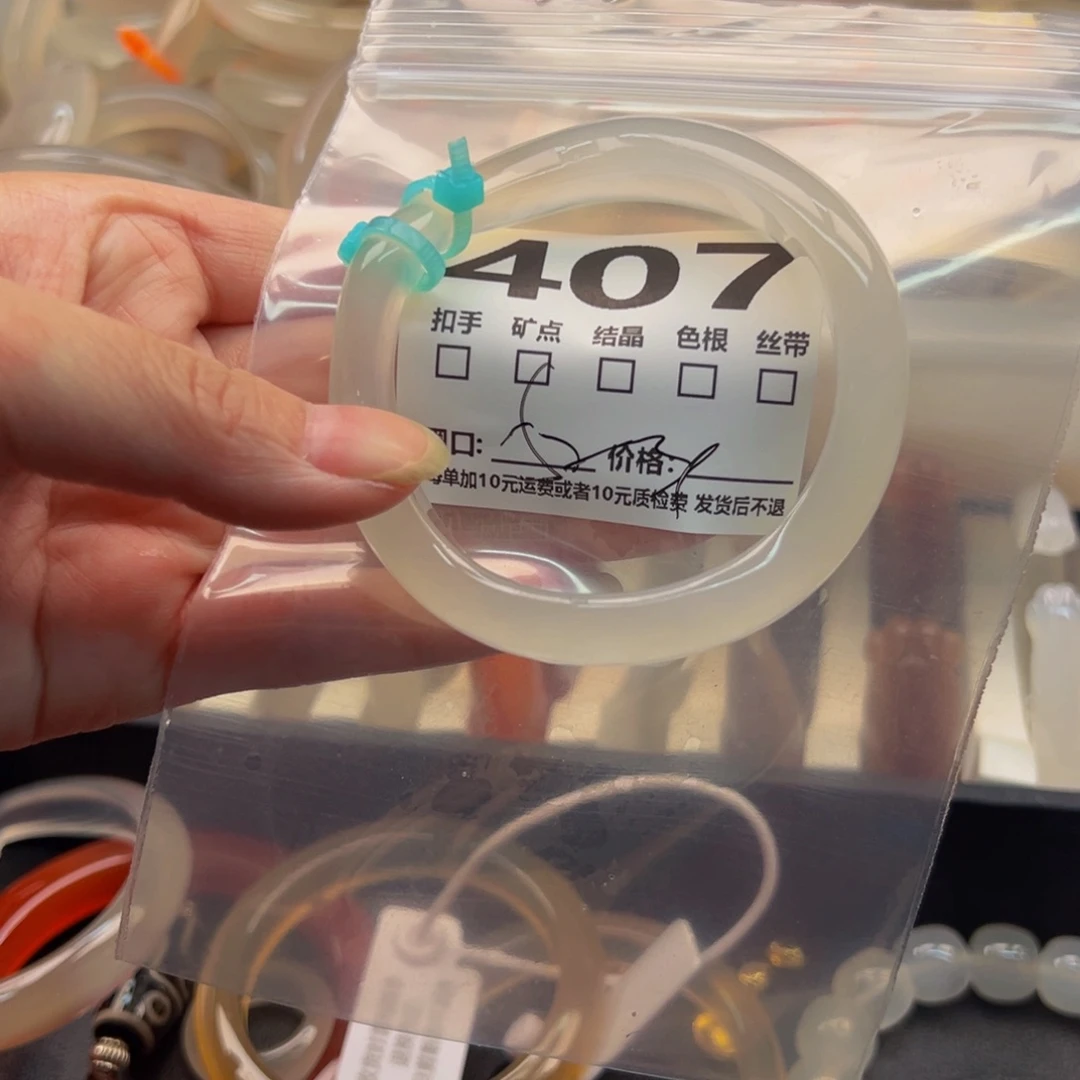 407
扣手 矿点 结晶 色根 丝带
口: 价格:
单加10元运费或者10元质检费 发货后不退